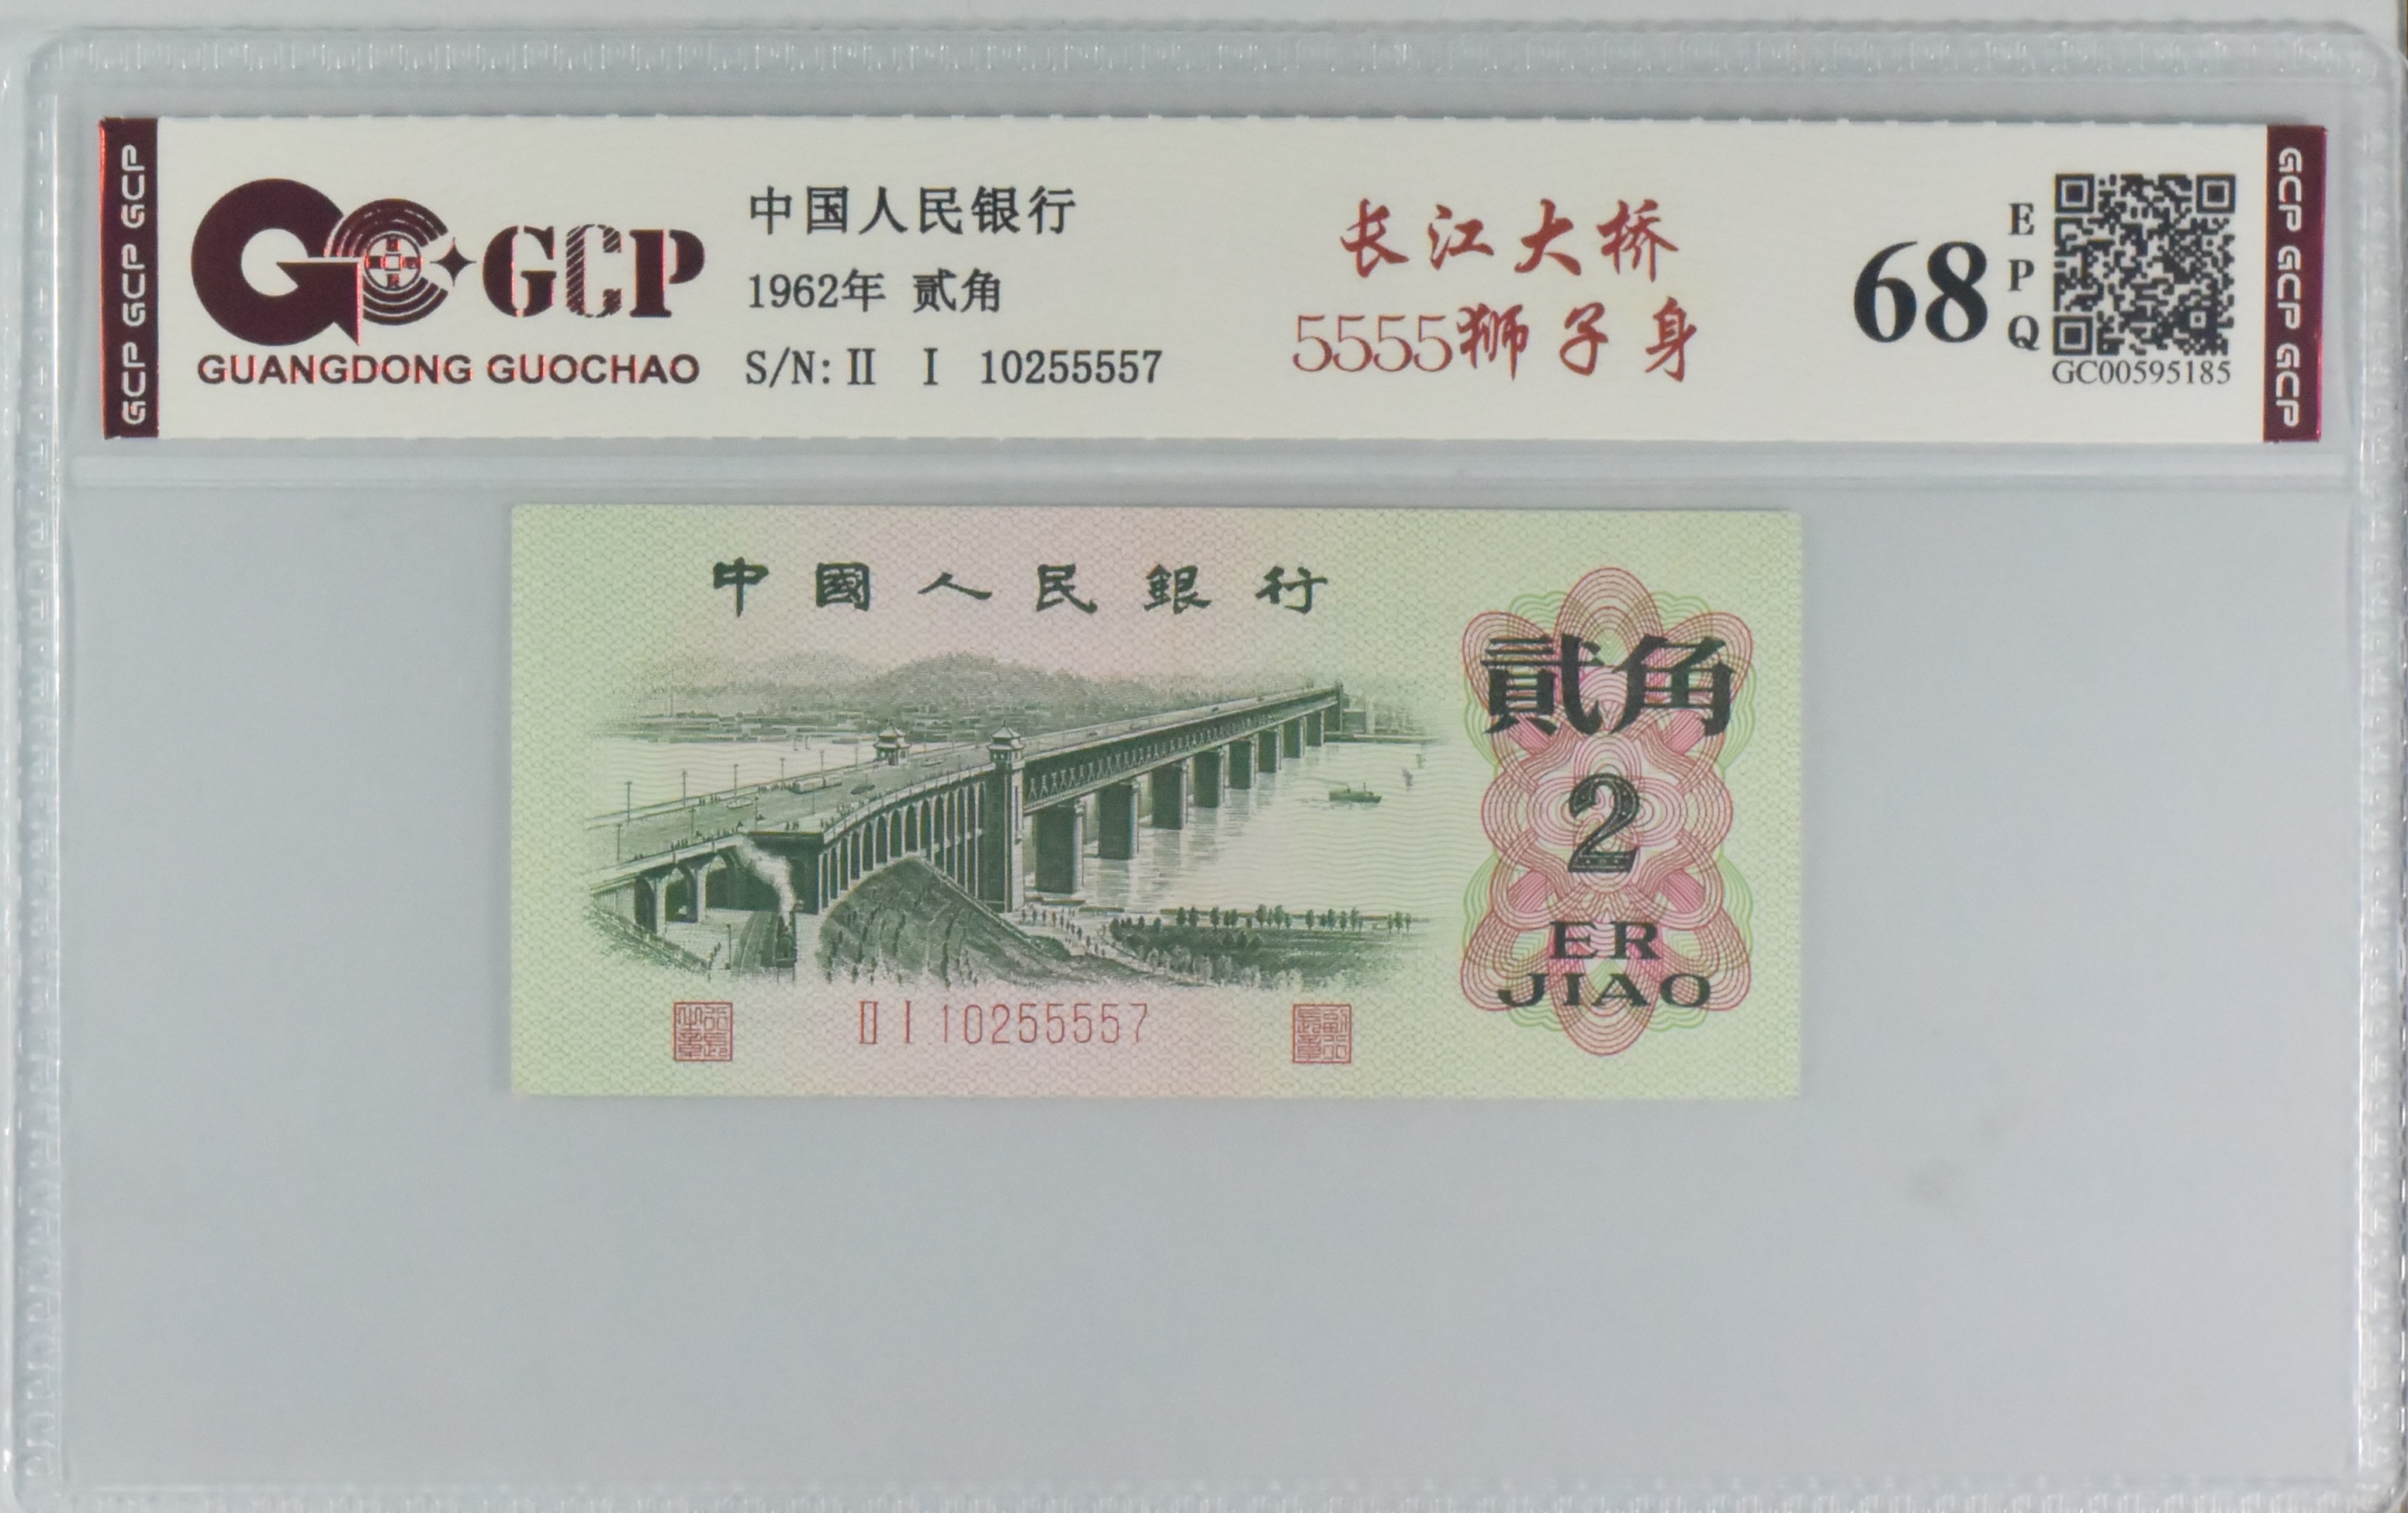 GCP GCP GCP
GCP
GUANGDONG GUOCHAO
中国人民银行
1962年 贰角
S/N: II I 10255557
长江大桥
5555狮子身
68
EPQ
GC00595185
GCP GCP GCP
中國人民銀行
貳角
2
ER
JIAO
II I 10255557